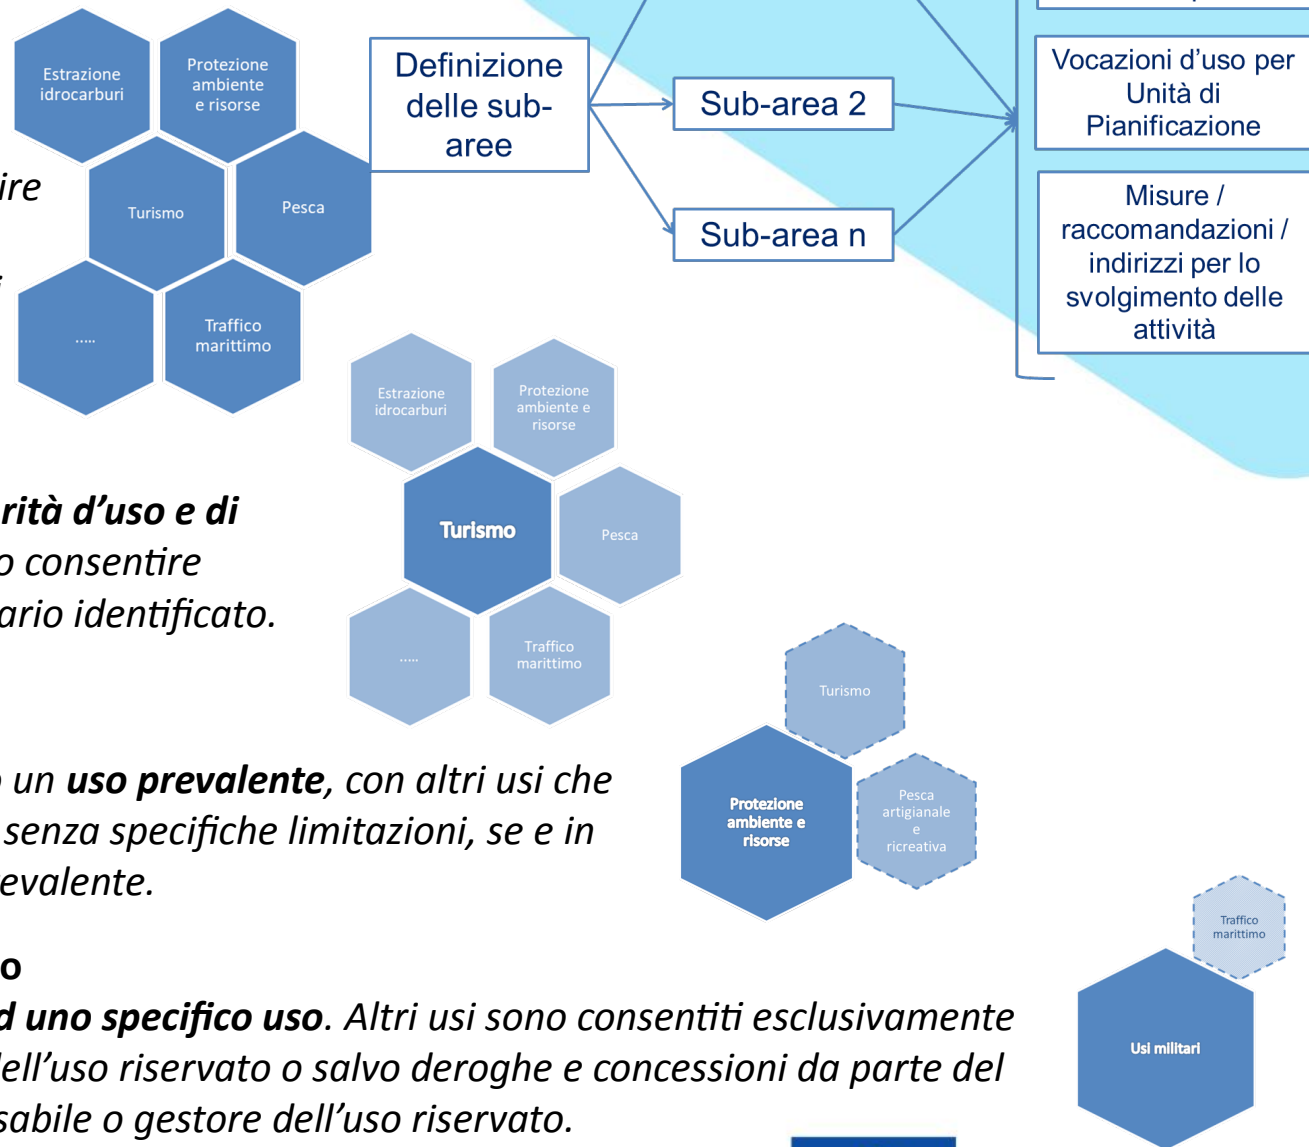 Estrazione
idrocarburi
Protezione
ambiente
e risorse
Turismo
Pesca
.....
Traffico
marittimo
Definizione
delle sub-
aree
Sub-area 2
Sub-area n
Vocazioni d’uso per
Unità di
Pianificazione
Misure /
raccomandazioni /
indirizzi per lo
svolgimento delle
attività
ire
Estrazione
idrocarburi
Protezione
ambiente e
risorse
Turismo
Pesca
.....
Traffico
marittimo
rità d’uso e di
o consentire
ario identificato.
Turismo
Protezione
ambiente e
risorse
Pesca
artigianale
e
ricreativa
o un uso prevalente, con altri usi che
senza specifiche limitazioni, se e in
evalente.
Traffico
marittimo
Usi militari
o
d uno specifico uso. Altri usi sono consentiti esclusivamente
dell’uso riservato o salvo deroghe e concessioni da parte del
sabile o gestore dell’uso riservato.